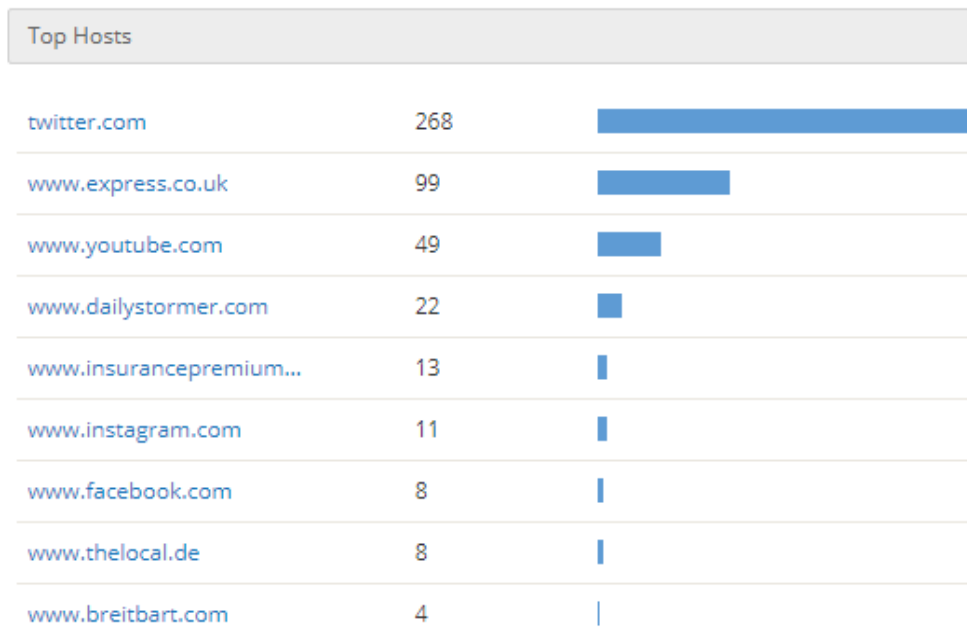 Top Hosts
twitter.com 268
www.express.co.uk 99
www.youtube.com 49
www.dailystormer.com 22
www.insurancepremium... 13
www.instagram.com 11
www.facebook.com 8
www.thelocal.de 8
www.breitbart.com 4